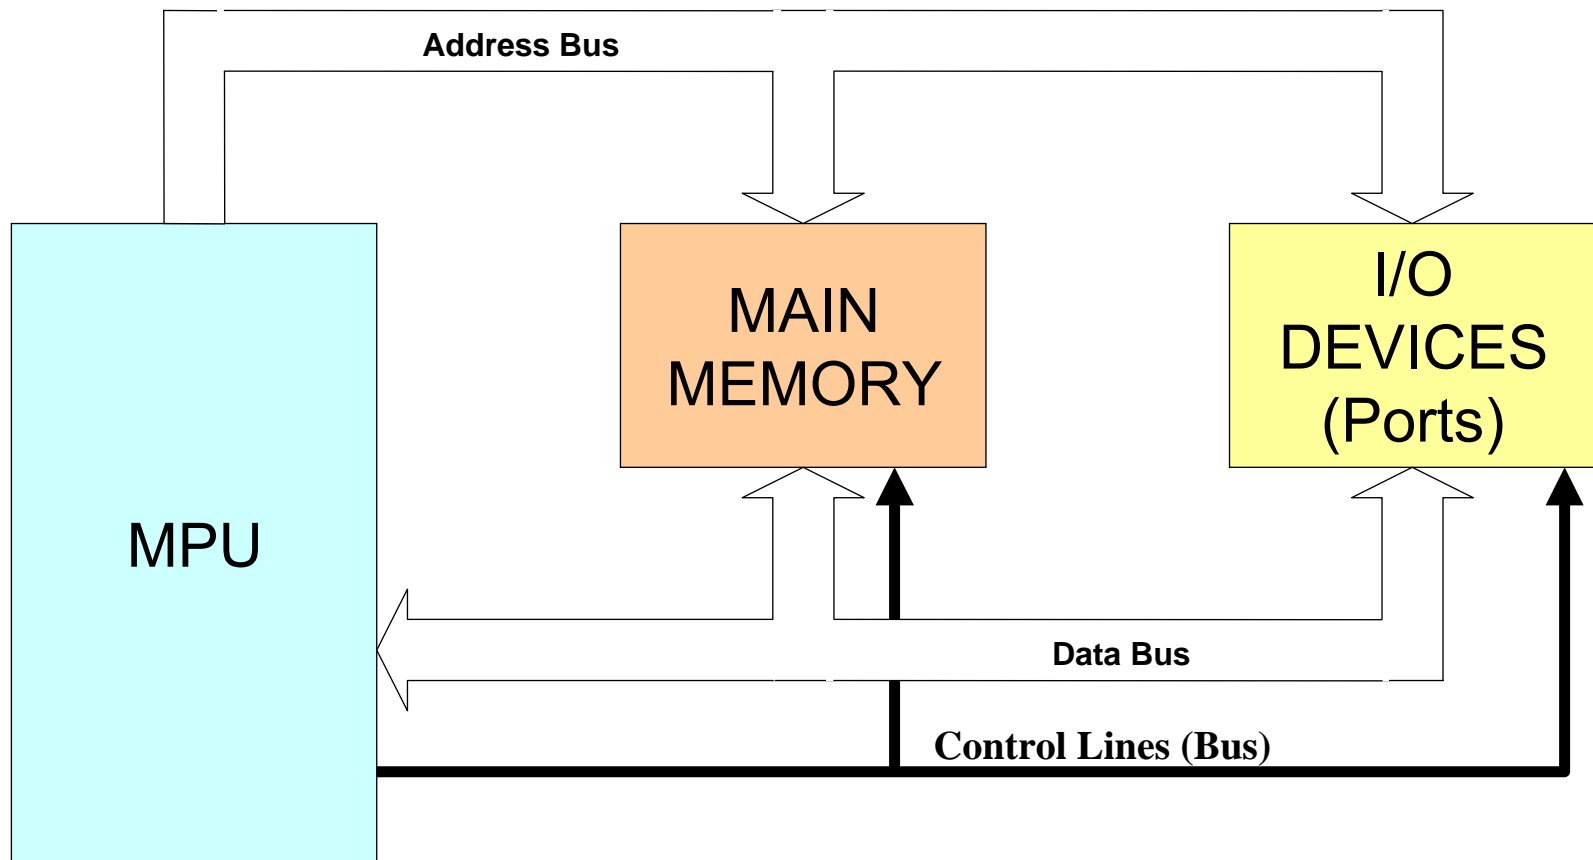 Address Bus
MAIN
MEMORY
I/O
DEVICES
(Ports)
MPU
Data Bus
Control Lines (Bus)